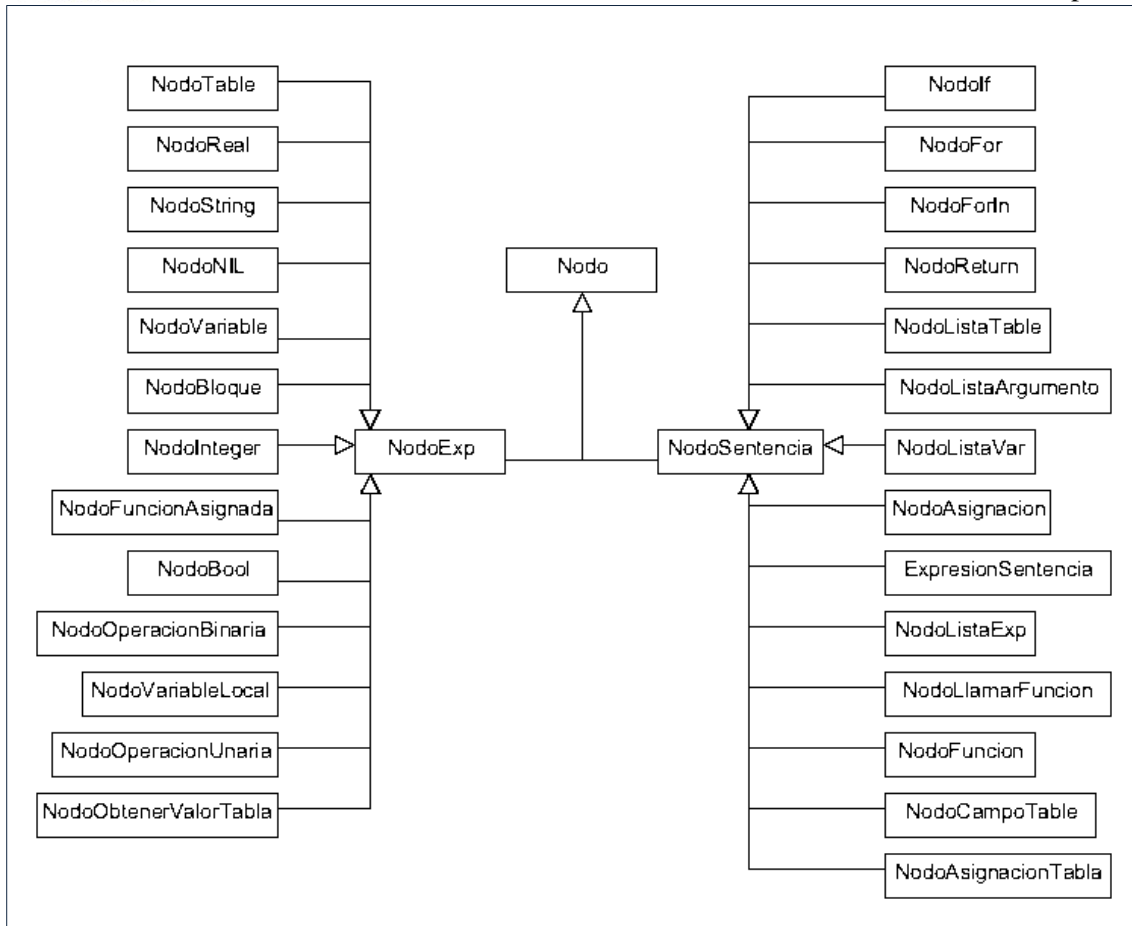 NodoTable
NodoReal
NodoString
NodoNIL
NodoVariable
NodoBloque
NodoInteger
NodoFuncionAsignada
NodoBool
NodoOperacionBinaria
NodoVariableLocal
NodoOperacionUnaria
NodoObtenerValorTabla
NodoExp
Nodo
NodoSentencia
NodoIf
NodoFor
NodoForIn
NodoReturn
NodoListaTable
NodoListaArgumento
NodoListaVar
NodoAsignacion
ExpresionSentencia
NodoListaExp
NodoLlamarFuncion
NodoFuncion
NodoCampoTable
NodoAsignacionTabla